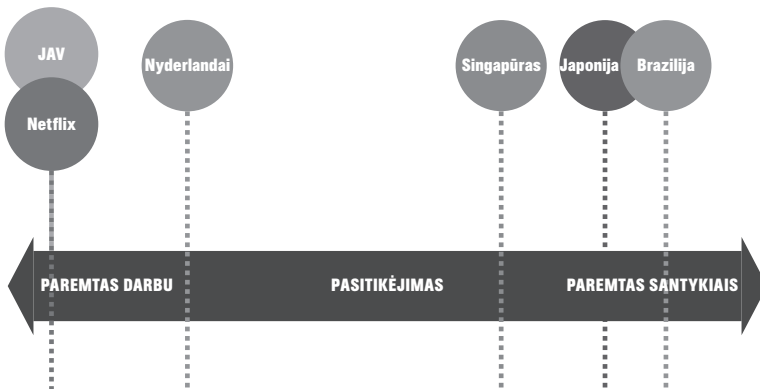 JAV
Netflix
Nyderlandai
Singapūras
Japonija
Brazilija
PAREMTAS DARBU
PASITIKĖJIMAS
PAREMTAS SANTYKIAIS